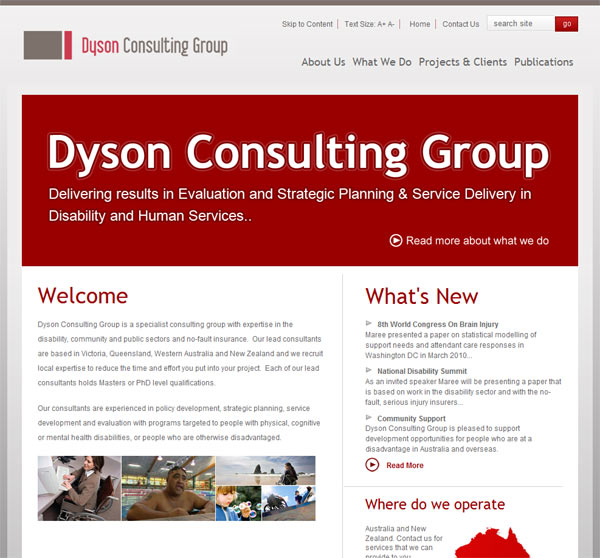 Skip to Content | Text Size: A+ A- | Home | Contact Us
search site
go
Dyson Consulting Group
About Us What We Do Projects & Clients Publications
Dyson Consulting Group
Delivering results in Evaluation and Strategic Planning & Service Delivery in
Disability and Human Services..
Read more about what we do
Welcome
Dyson Consulting Group is a specialist consulting group with expertise in the
disability, community and public sectors and no-fault insurance. Our lead consultants
are based in Victoria, Queensland, Western Australia and New Zealand and we recruit
local expertise to reduce the time and effort you put into your project. Each of our lead
consultants holds Masters or PhD level qualifications.
Our consultants are experienced in policy development, strategic planning, service
development and evaluation with programs targeted to people with physical, cognitive
or mental health disabilities, or people who are otherwise disadvantaged.
What's New
8th World Congress On Brain Injury
Maree presented a paper on statistical modelling of
support needs and attendant care responses in
Washington DC in March 2010...
National Disability Summit
As an invited speaker Maree will be presenting a paper that
is based on work in the disability sector and with the no-
fault, serious injury insurers...
Community Support
Dyson Consulting Group is pleased to support
development opportunities for people who are at a
disadvantage in Australia and overseas.
Read More
Where do we operate
Australia and New
Zealand. Contact us for
services that we can
provide to you